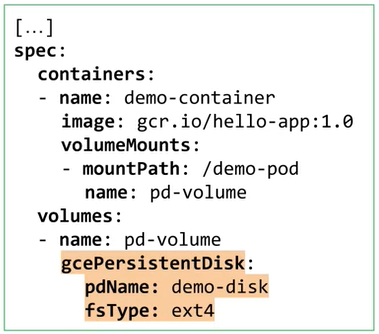 [...]
spec:
  containers:
  - name: demo-container
    image: gcr.io/hello-app:1.0
    volumeMounts:
    - mountPath: /demo-pod
      name: pd-volume
  volumes:
  - name: pd-volume
    gcePersistentDisk:
      pdName: demo-disk
      fsType: ext4